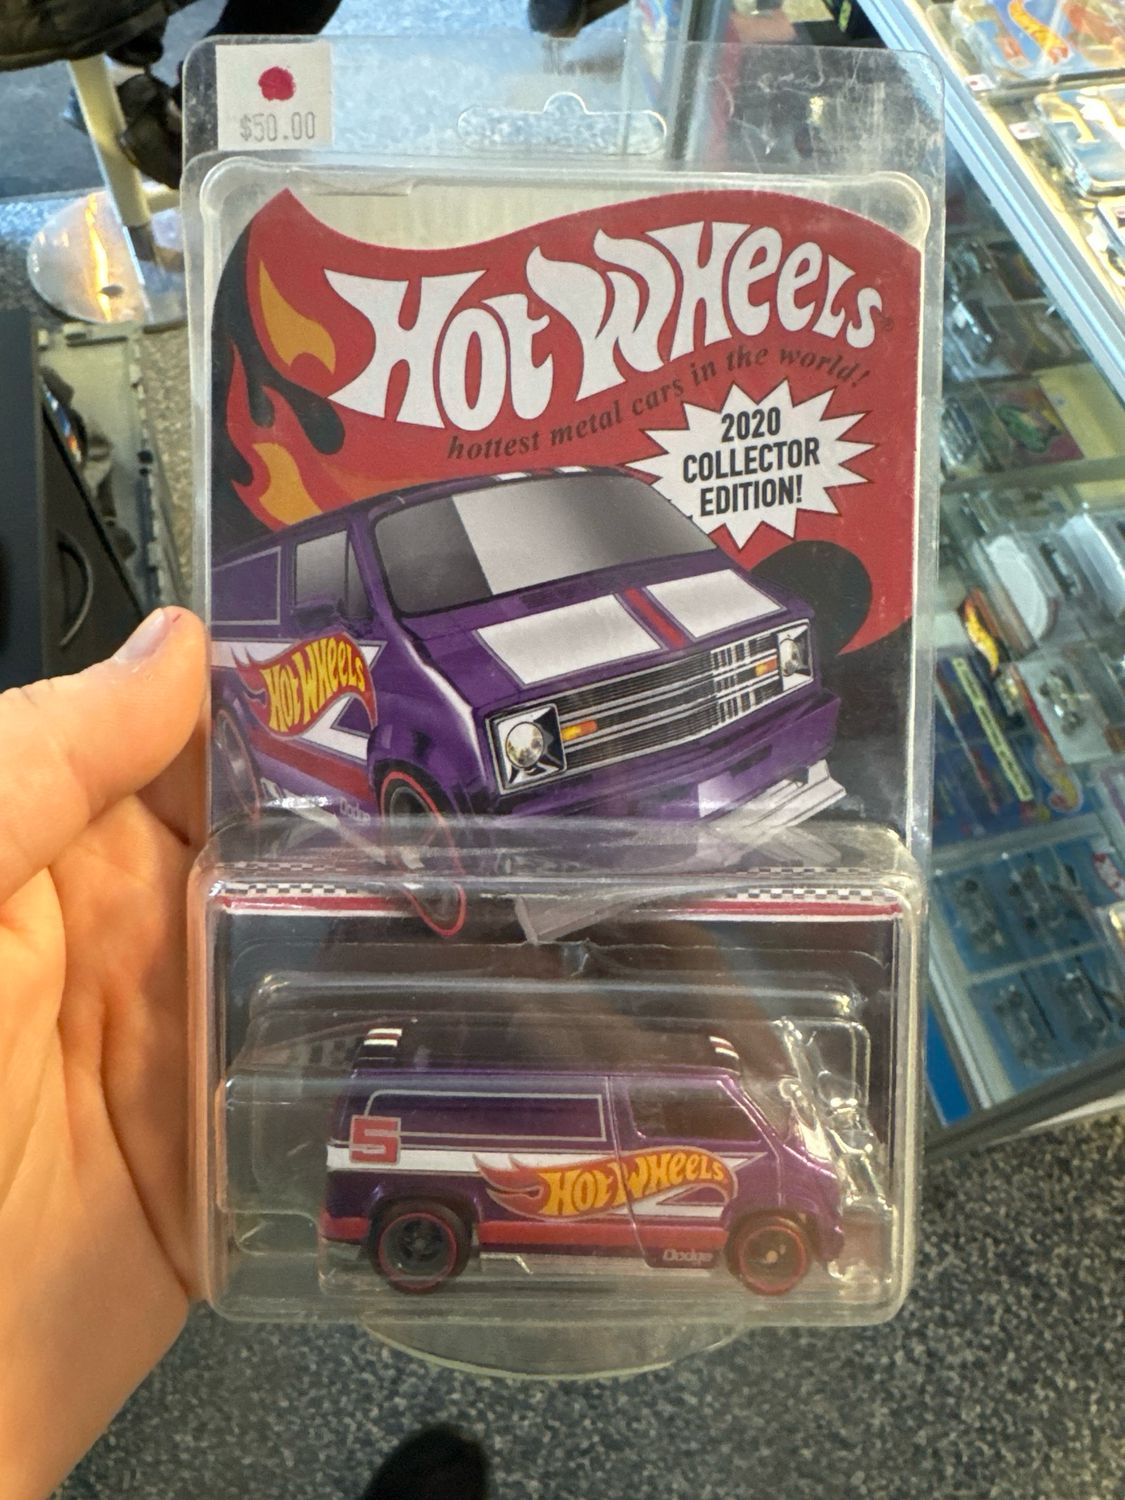 $50.00
HOT WHEELS®
hottest metal cars in the world!
2020
COLLECTOR
EDITION!
HOT WHEELS
Dodge
5
HOT WHEELS
Dodge